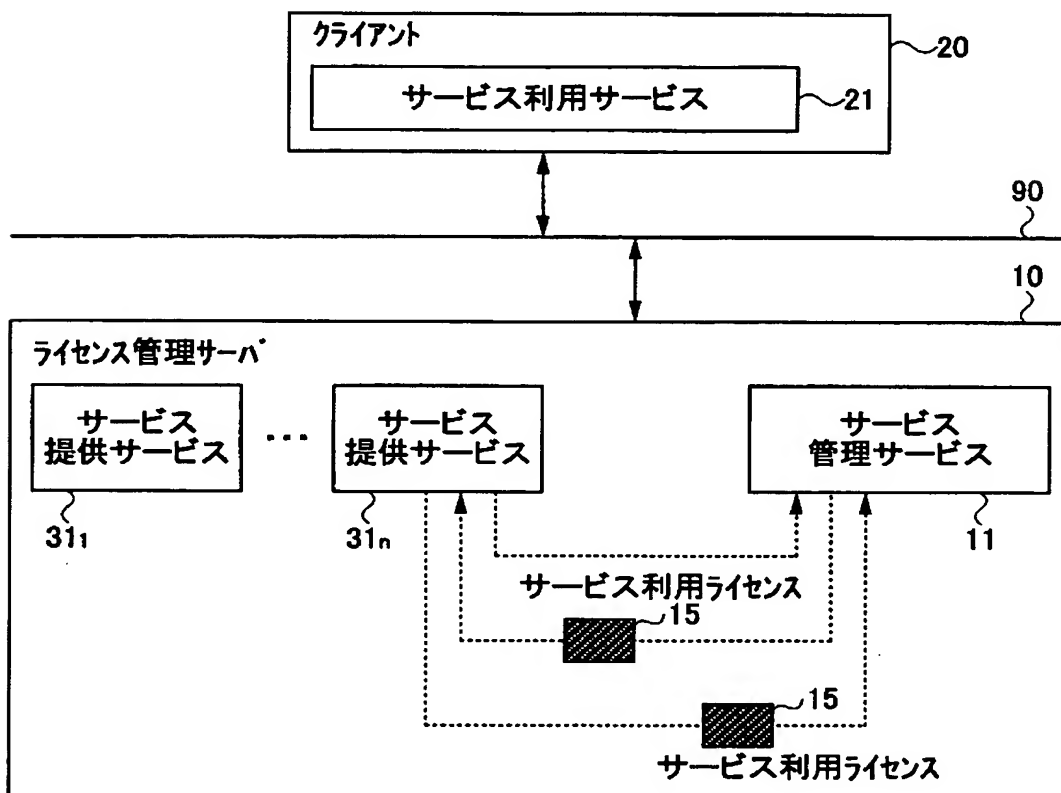 クライアント
20
サービス利用サービス
21
90
10
ライセンス管理サーバ
サービス
提供サービス
...
サービス
提供サービス
サービス
管理サービス
31₁
31ₙ
11
サービス利用ライセンス
15
15
サービス利用ライセンス